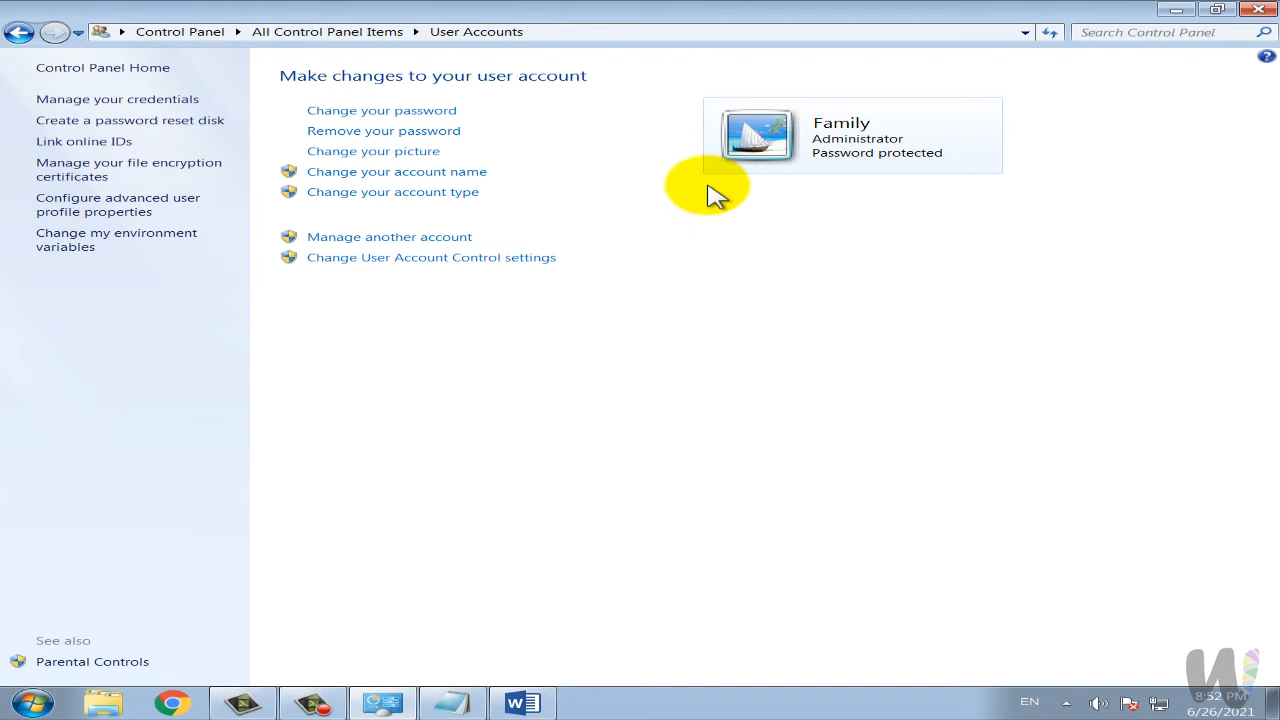 Control Panel All Control Panel Items User Accounts
Search Control Panel
Control Panel Home
Manage your credentials
Create a password reset disk
Link online IDs
Manage your file encryption
certificates
Configure advanced user
profile properties
Change my environment
variables
See also
Parental Controls
Make changes to your user account
Change your password
Remove your password
Change your picture
Change your account name
Change your account type
Manage another account
Change User Account Control settings
Family
Administrator
Password protected
EN
8:52 PM
6/26/2021